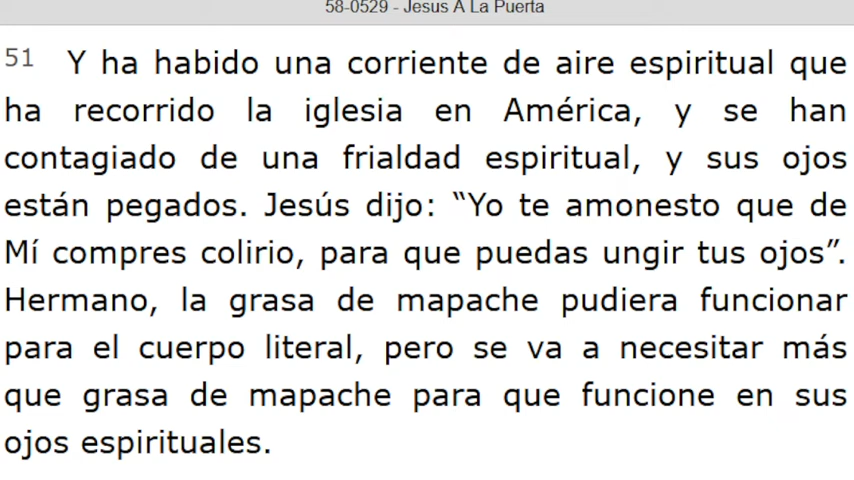 58-0529 - Jesus A La Puerta
51 Y ha habido una corriente de aire espiritual que
ha recorrido la iglesia en América, y se han
contagiado de una frialdad espiritual, y sus ojos
están pegados. Jesús dijo: “Yo te amonesto que de
Mí compres colirio, para que puedas ungir tus ojos”.
Hermano, la grasa de mapache pudiera funcionar
para el cuerpo literal, pero se va a necesitar más
que grasa de mapache para que funcione en sus
ojos espirituales.